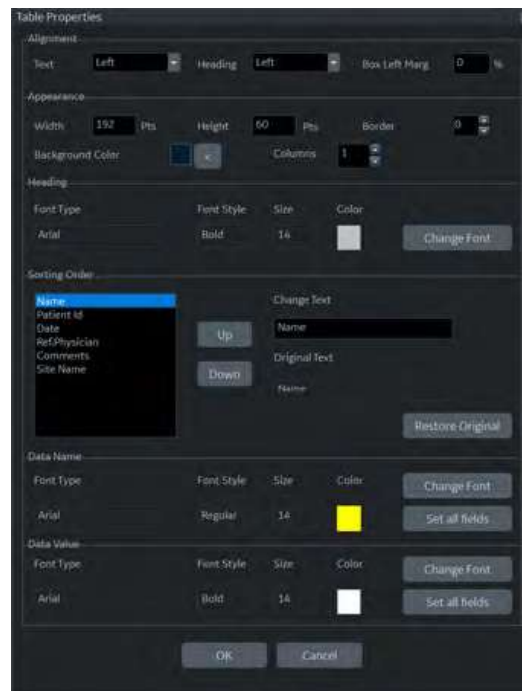 Table Properties
Alignment
Text Left Heading Left Box Left Marg 0 %
Appearance
Width 192 Pts Height 60 Pts Border 0
Background Color < Columns 1
Heading
Font Type Font Style Size Color
Arial Bold 14 Change Font
Sorting Order
Name Change Text
Patient Id
Date Up Name
Ref.Physician
Comments Original Text
Site Name Down
Name
Restore Original
Data Name
Font Type Font Style Size Color Change Font
Arial Regular 14 Set all fields
Data Value
Font Type Font Style Size Color Change Font
Arial Bold 14 Set all fields
OK Cancel